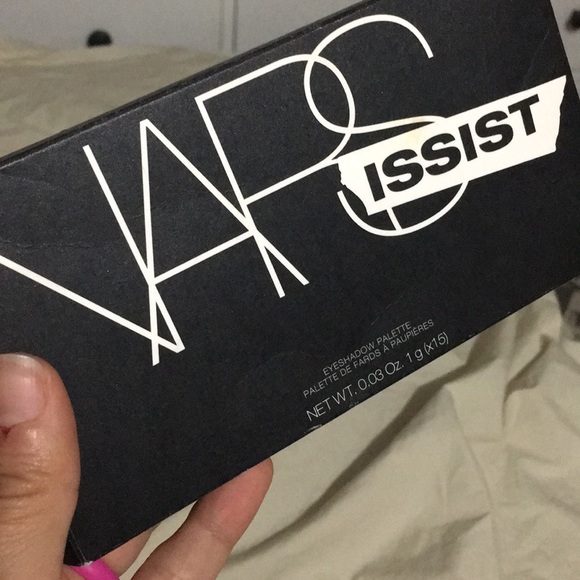 NARS
ISSIST
EYESHADOW PALETTE
PALETTE DE FARDS À PAUPIÈRES
NET WT. 0.03 Oz. 1 g (x15)